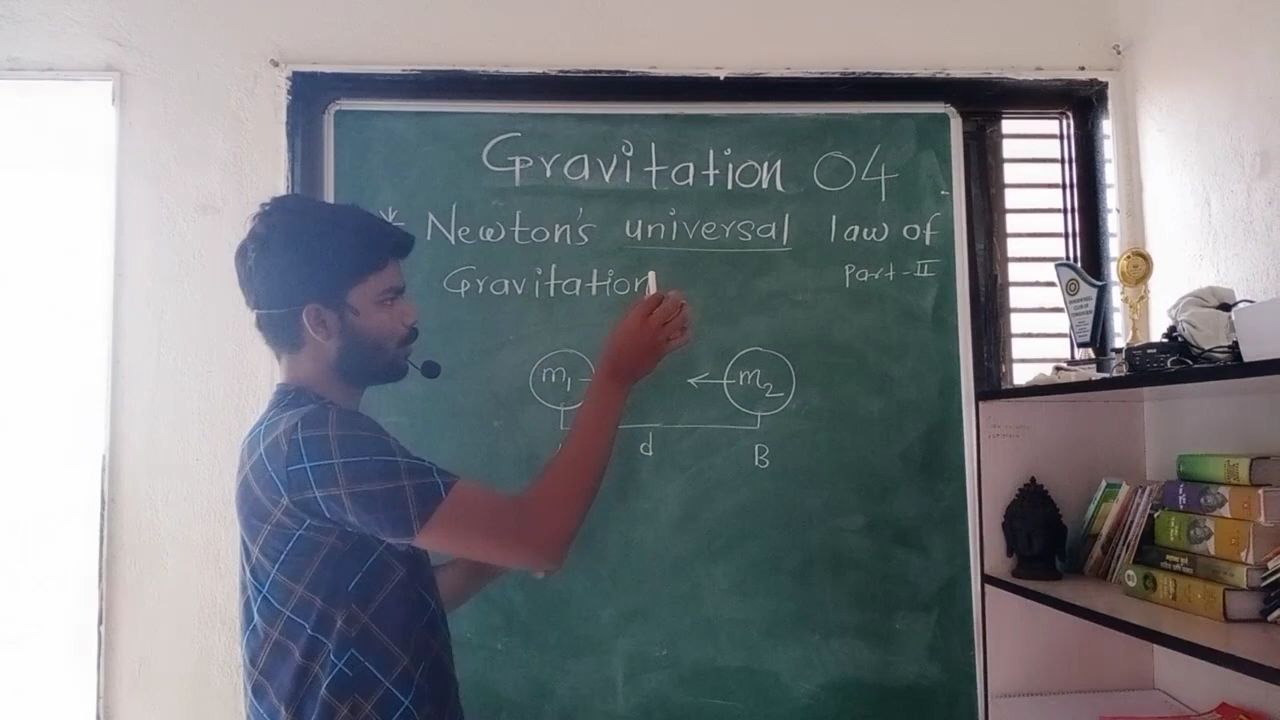 Gravitation 04
* Newton's universal law of
Gravitation
Part-II
m1
m2
d
B